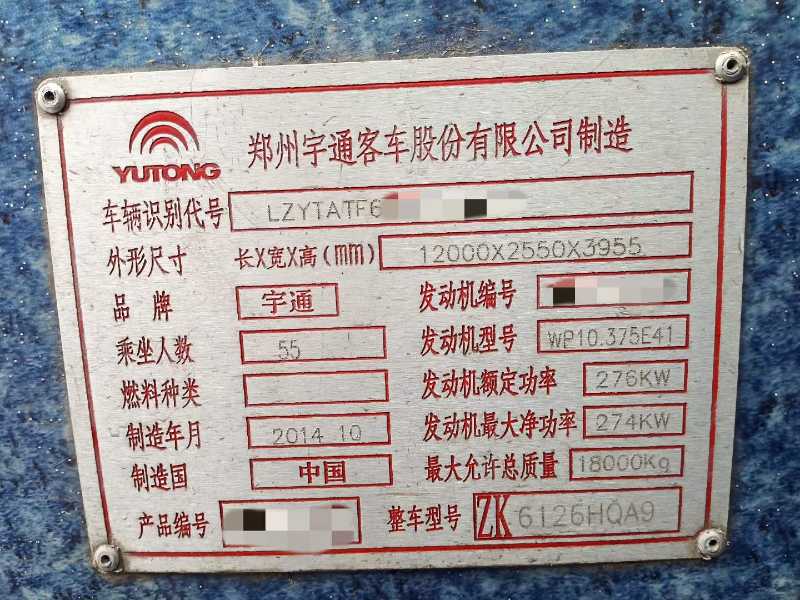 YUTONG 郑州宇通客车股份有限公司制造
车辆识别代号 LZYTATF6
外形尺寸 长X宽X高(mm) 12000X2550X3955
品牌 宇通 发动机编号
乘坐人数 55 发动机型号 WP10.375E41
燃料种类 发动机额定功率 276KW
制造年月 2014.10 发动机最大净功率 274KW
制造国 中国 最大允许总质量 18000Kg
产品编号 整车型号 ZK 6126HQA9